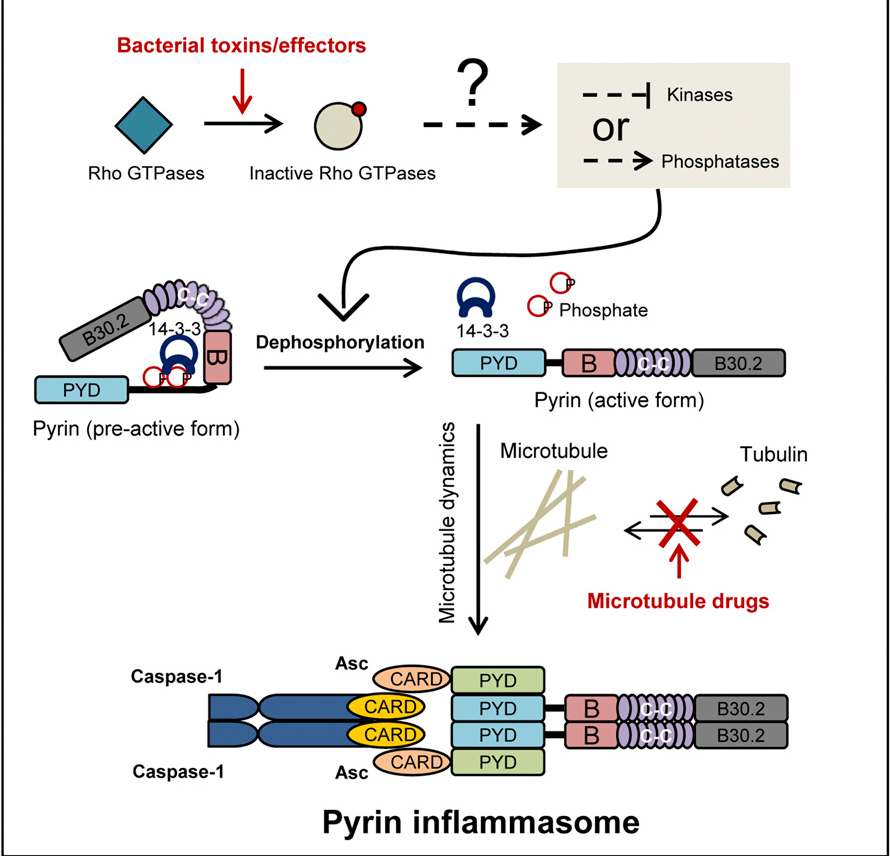 Bacterial toxins/effectors
?
Kinases
or
Phosphatases
Rho GTPases
Inactive Rho GTPases
C-C
B30.2
14-3-3
B
P P
PYD
Pyrin (pre-active form)
Dephosphorylation
P
P
Phosphate
14-3-3
PYD B C-C B30.2
Pyrin (active form)
Microtubule dynamics
Microtubule
Tubulin
Microtubule drugs
Caspase-1
Asc
CARD PYD
CARD PYD B C-C B30.2
CARD PYD B C-C B30.2
CARD PYD
Caspase-1
Asc
Pyrin inflammasome